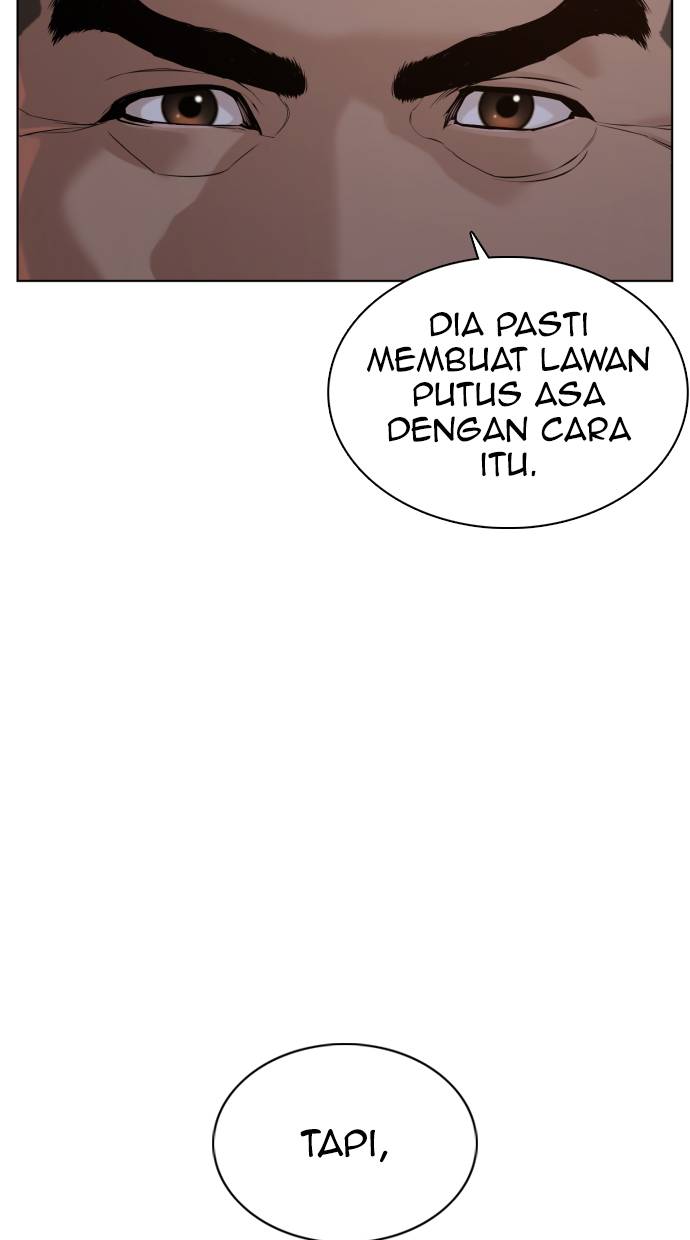 DIA PASTI
MEMBUAT LAWAN
PUTUS ASA
DENGAN CARA
ITU.
TAPI,